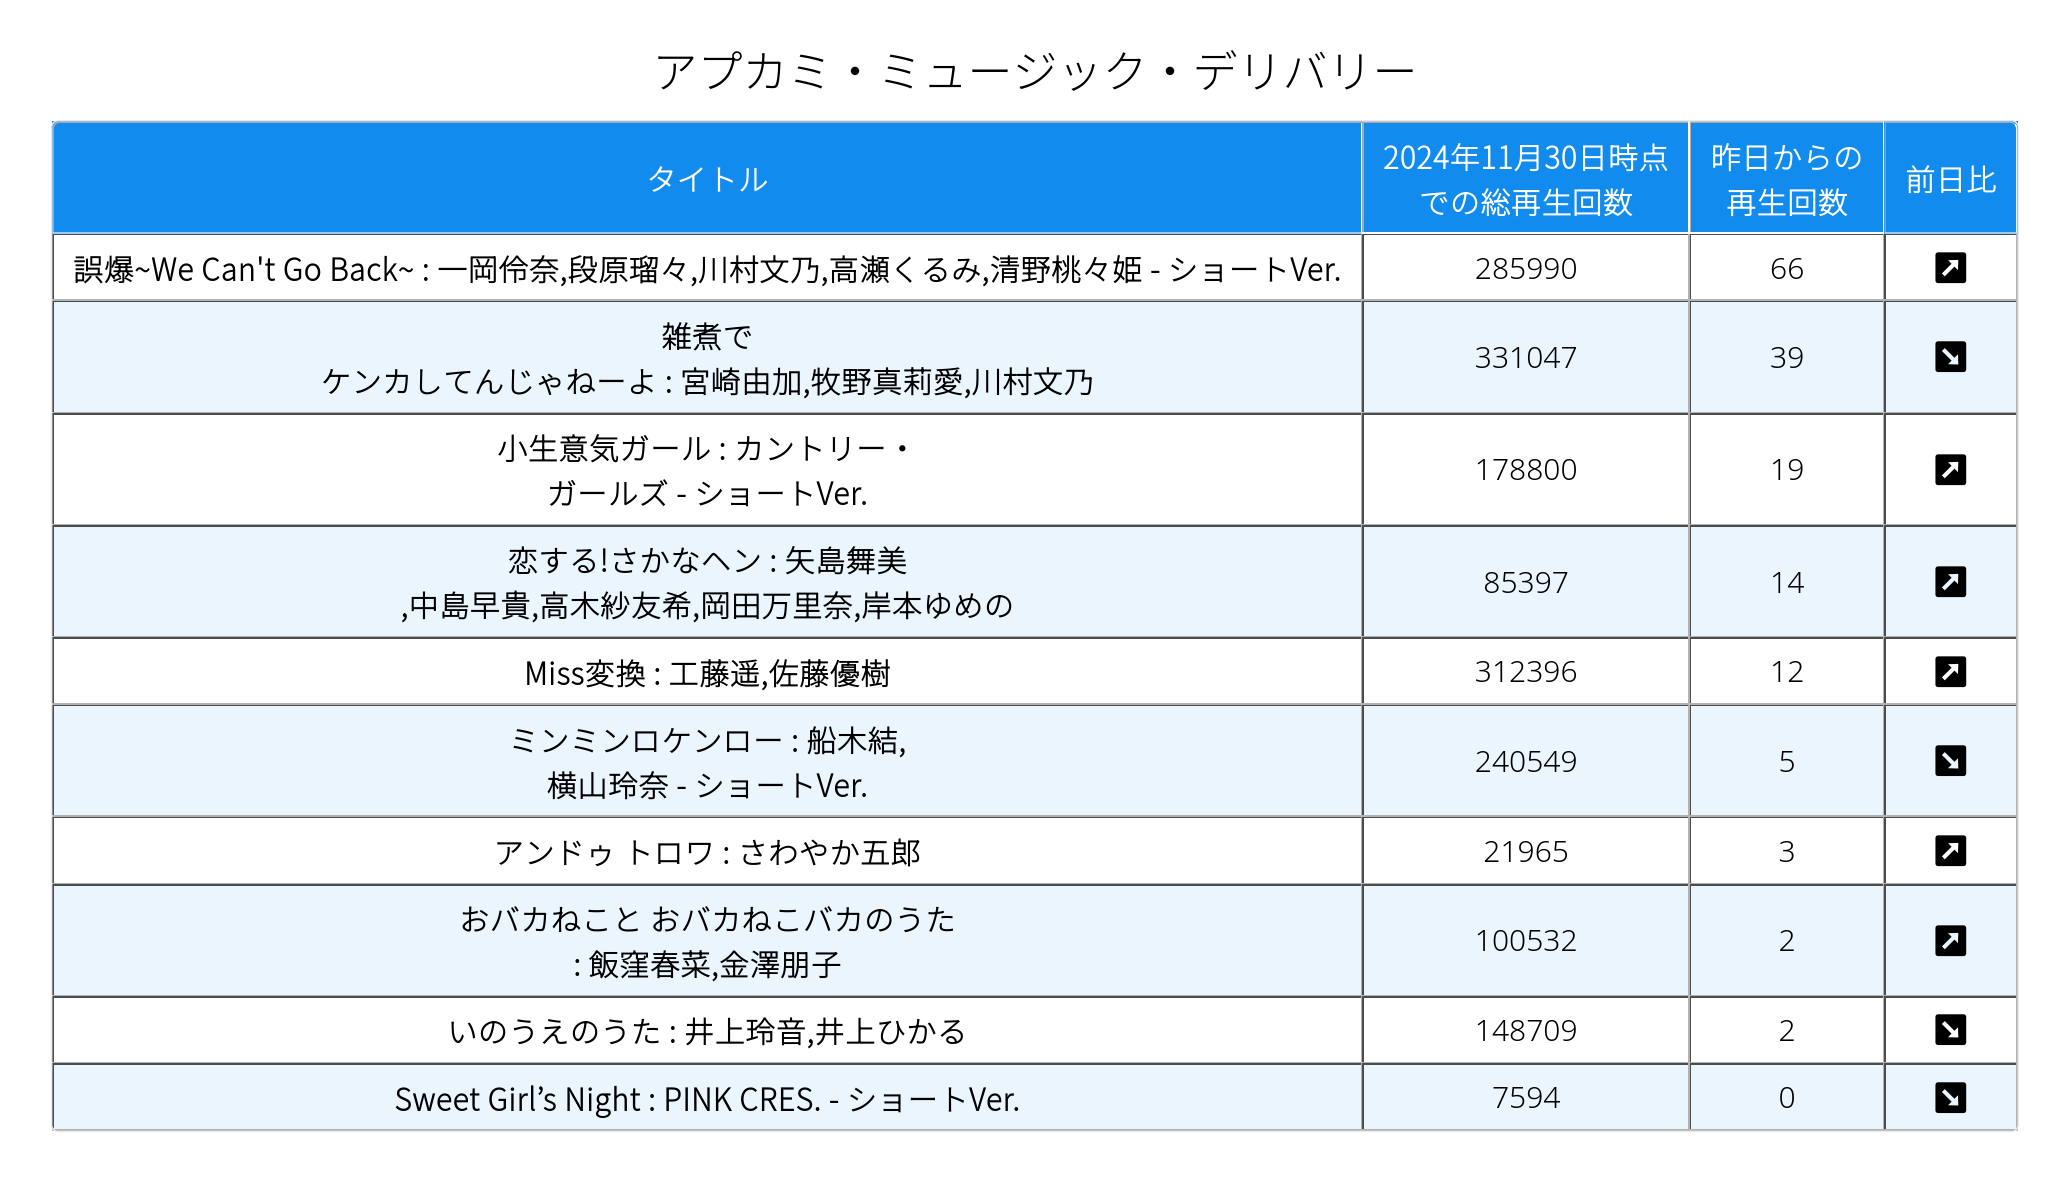 アプカミ・ミュージック・デリバリー
タイトル
2024年11月30日時点
での総再生回数
昨日からの
再生回数
前日比
誤爆~We Can't Go Back~ : 一岡伶奈,段原瑠々,川村文乃,高瀬くるみ,清野桃々姫 - ショートVer.
285990
66
雑煮で
ケンカしてんじゃねーよ : 宮崎由加,牧野真莉愛,川村文乃
331047
39
小生意気ガール : カントリー・
ガールズ - ショートVer.
178800
19
恋する!さかなヘン : 矢島舞美
,中島早貴,高木紗友希,岡田万里奈,岸本ゆめの
85397
14
Miss変換 : 工藤遥,佐藤優樹
312396
12
ミンミンロケンロー : 船木結,
横山玲奈 - ショートVer.
240549
5
アンドゥ トロワ : さわやか五郎
21965
3
おバカねこと おバカねこバカのうた
: 飯窪春菜,金澤朋子
100532
2
いのうえのうた : 井上玲音,井上ひかる
148709
2
Sweet Girl’s Night : PINK CRES. - ショートVer.
7594
0